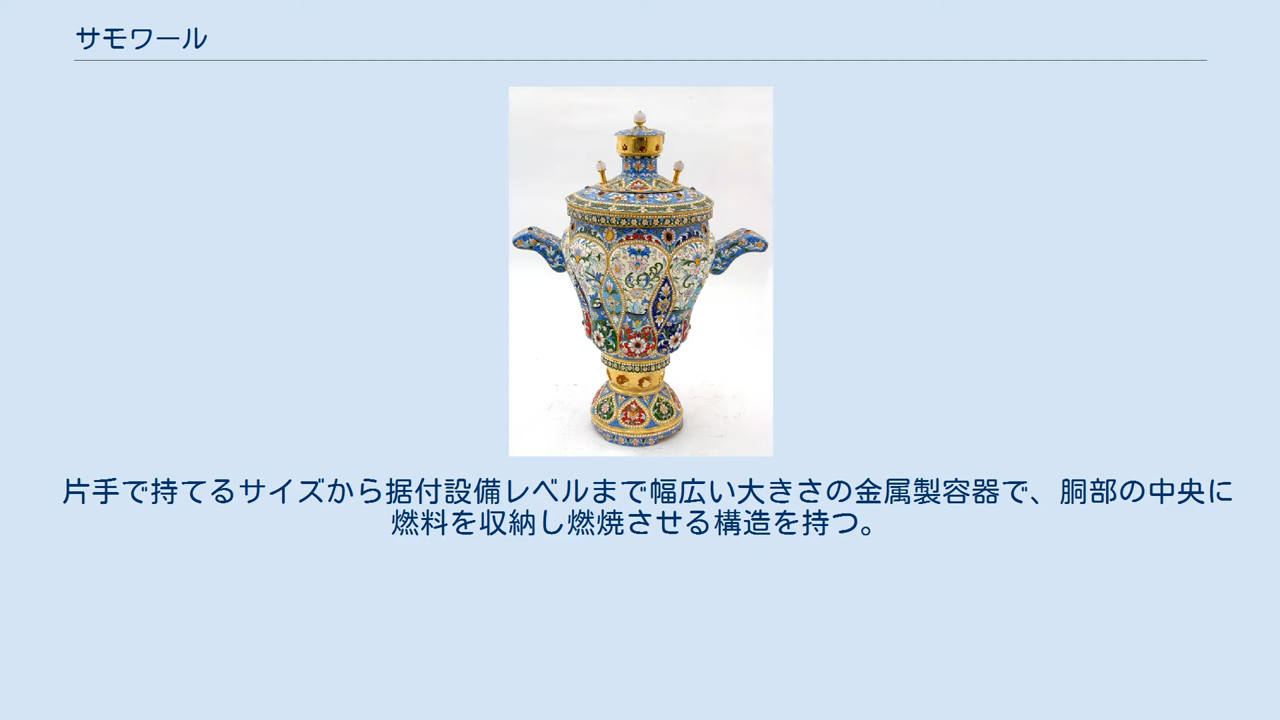 サモワール
片手で持てるサイズから据付設備レベルまで幅広い大きさの金属製容器で、胴部の中央に
燃料を収納し燃焼させる構造を持つ。